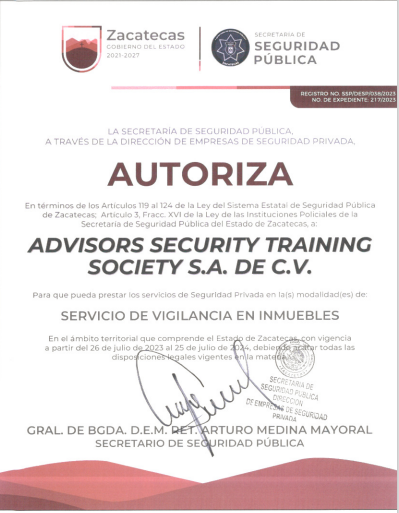 Zacatecas
GOBIERNO DEL ESTADO
2021-2027
SECRETARÍA DE
SEGURIDAD
PÚBLICA
REGISTRO NO. SSP/DESP/038/2023
NO. DE EXPEDIENTE: 217/2023
LA SECRETARÍA DE SEGURIDAD PÚBLICA,
A TRAVÉS DE LA DIRECCIÓN DE EMPRESAS DE SEGURIDAD PRIVADA,
AUTORIZA
En términos de los Artículos 119 al 124 de la Ley del Sistema Estatal de Seguridad Pública
de Zacatecas; Artículo 3, Fracc. XVI de la Ley de las Instituciones Policiales de la
Secretaría de Seguridad Pública del Estado de Zacatecas, a:
ADVISORS SECURITY TRAINING
SOCIETY S.A. DE C.V.
Para que pueda prestar los servicios de Seguridad Privada en la(s) modalidad(es) de:
SERVICIO DE VIGILANCIA EN INMUEBLES
En el ámbito territorial que comprende el Estado de Zacatecas, con vigencia
a partir del 26 de julio de 2023 al 25 de julio de 2024, debiendo acatar todas las
disposiciones legales vigentes en la materia.
SECRETARÍA DE
SEGURIDAD PÚBLICA
DIRECCIÓN
DE EMPRESAS DE SEGURIDAD
PRIVADA
GRAL. DE BGDA. D.E.M. RET. ARTURO MEDINA MAYORAL
SECRETARIO DE SEGURIDAD PÚBLICA